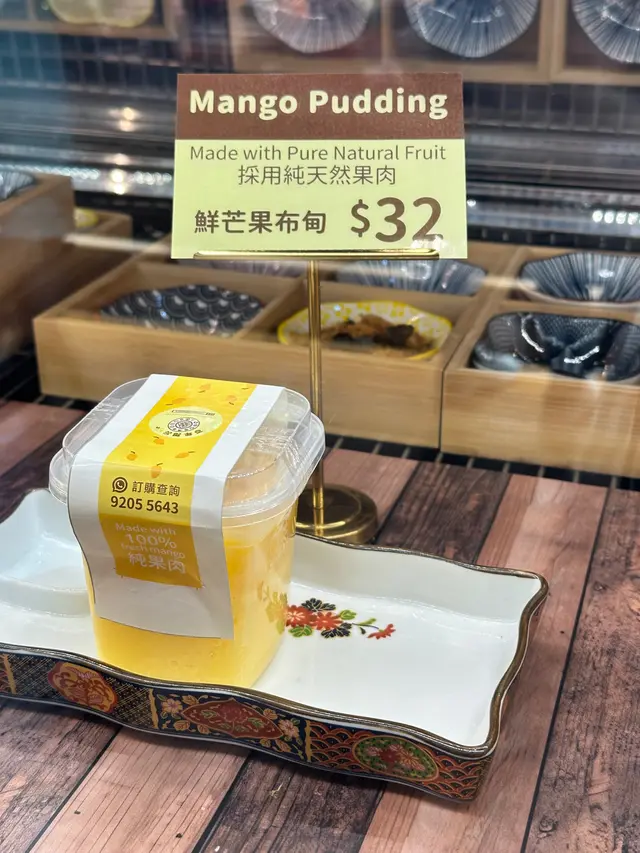 Mango Pudding
Made with Pure Natural Fruit
採用純天然果肉
鮮芒果布甸 $32
訂購查詢
9205 5643
Made with
100%
fresh mango
純果肉